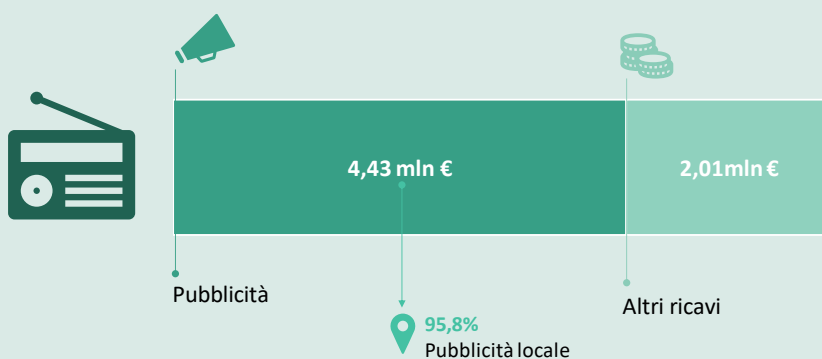 4,43 mln €
2,01mln €
Pubblicità
Altri ricavi
95,8%
Pubblicità locale